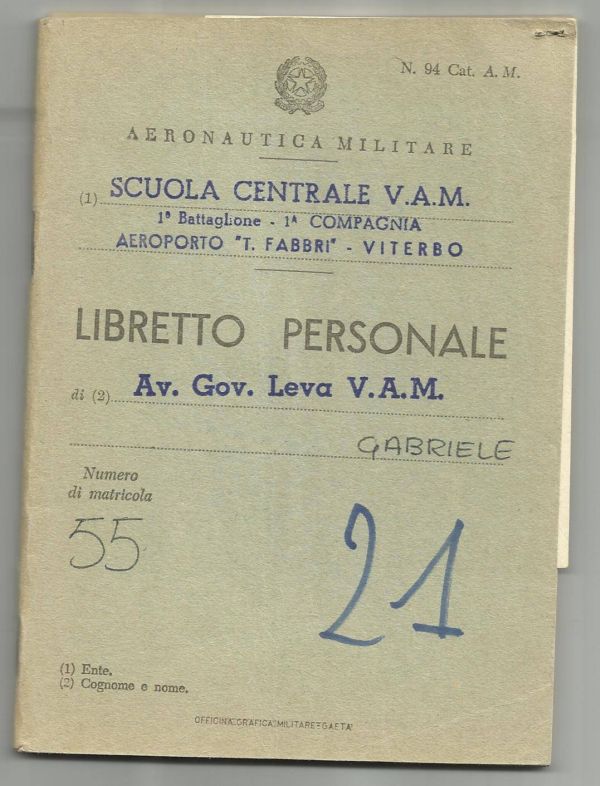 N. 94 Cat. A. M.
AERONAUTICA MILITARE
(1) SCUOLA CENTRALE V.A.M.
1° Battaglione - 1ª COMPAGNIA
AEROPORTO "T. FABBRI" - VITERBO
LIBRETTO PERSONALE
di (2) Av. Gov. Leva V.A.M.
GABRIELE
Numero
di matricola
55
21
(1) Ente.
(2) Cognome e nome.
OFFICINA GRAFICA MILITARE - GAETA